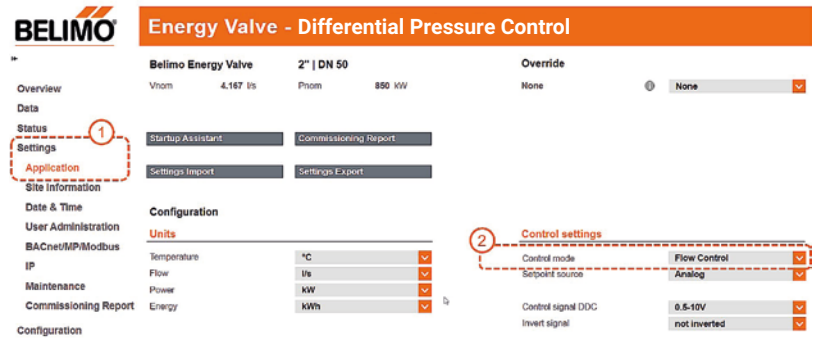 BELIMO
Energy Valve - Differential Pressure Control
Overview
Data
Status
1
Settings
Application
Site Information
Date & Time
User Administration
BACnet/MP/Modbus
IP
Maintenance
Commissioning Report
Configuration
Belimo Energy Valve 2" | DN 50
Vnom 4.167 l/s Pnom 850 kW
Startup Assistant Commissioning Report
Settings Import Settings Export
Configuration
Units
Temperature °C
Flow l/s
Power kW
Energy kWh
Override
None None
2
Control settings
Control mode Flow Control
Setpoint source Analog
Control signal DDC 0.5-10V
Invert signal not inverted